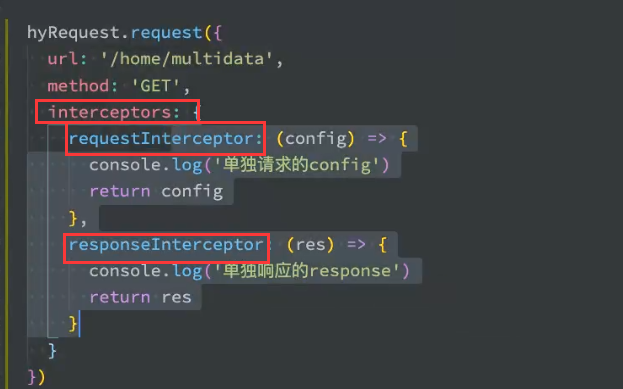 hyRequest.request({
url: '/home/multidata',
method: 'GET',
interceptors: {
requestInterceptor: (config) => {
console.log('单独请求的config')
return config
},
responseInterceptor: (res) => {
console.log('单独响应的response')
return res
}
}
})